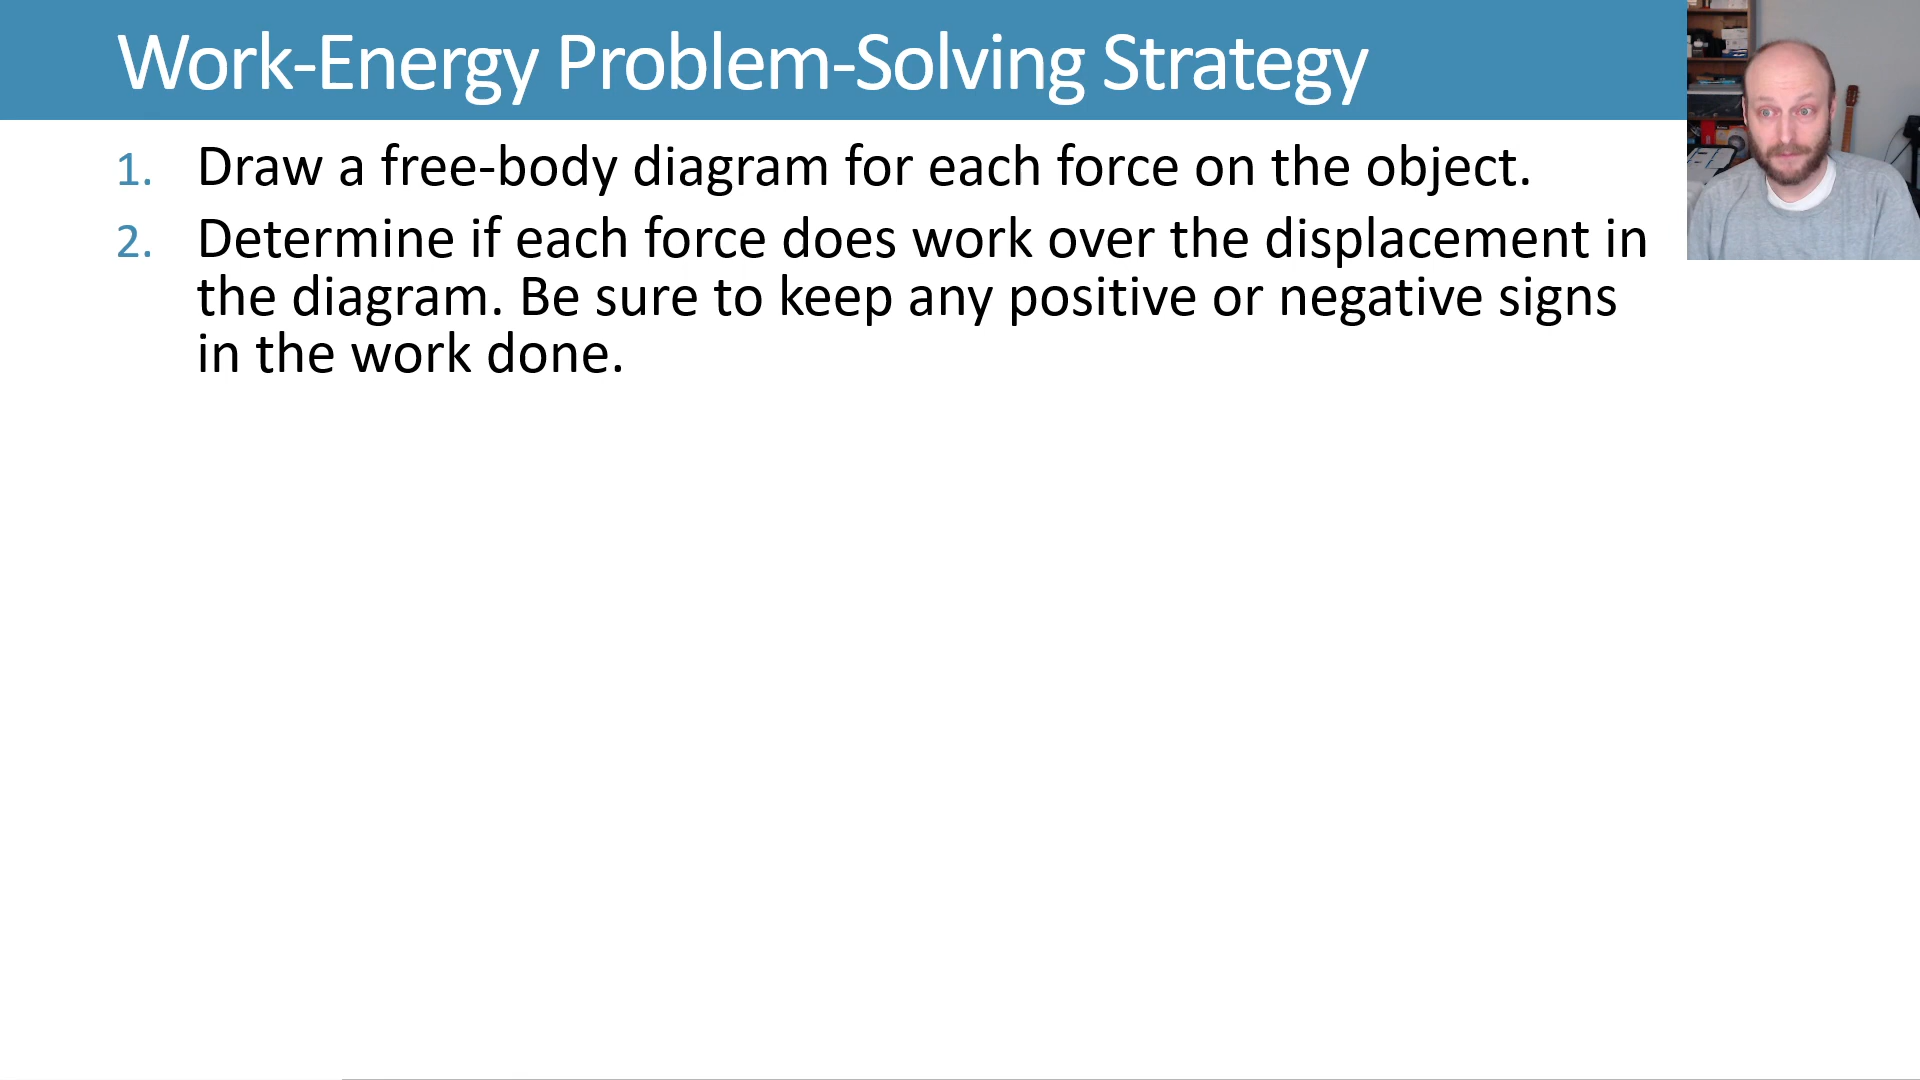 Work-Energy Problem-Solving Strategy
1. Draw a free-body diagram for each force on the object.
2. Determine if each force does work over the displacement in
the diagram. Be sure to keep any positive or negative signs
in the work done.